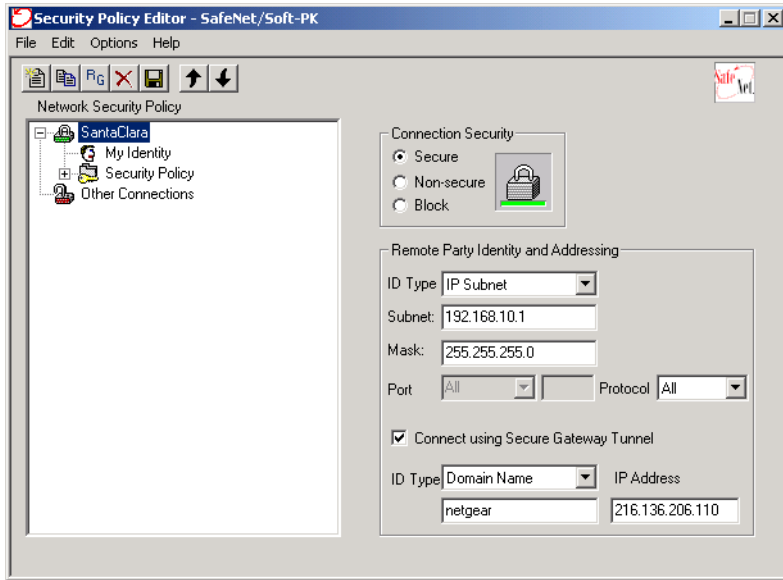 Security Policy Editor - SafeNet/Soft-PK
File Edit Options Help
RG
Safe Net.
Network Security Policy
SantaClara
My Identity
Security Policy
Other Connections
Connection Security
Secure
Non-secure
Block
Remote Party Identity and Addressing
ID Type IP Subnet
Subnet: 192.168.10.1
Mask: 255.255.255.0
Port All Protocol All
Connect using Secure Gateway Tunnel
ID Type Domain Name IP Address
netgear 216.136.206.110